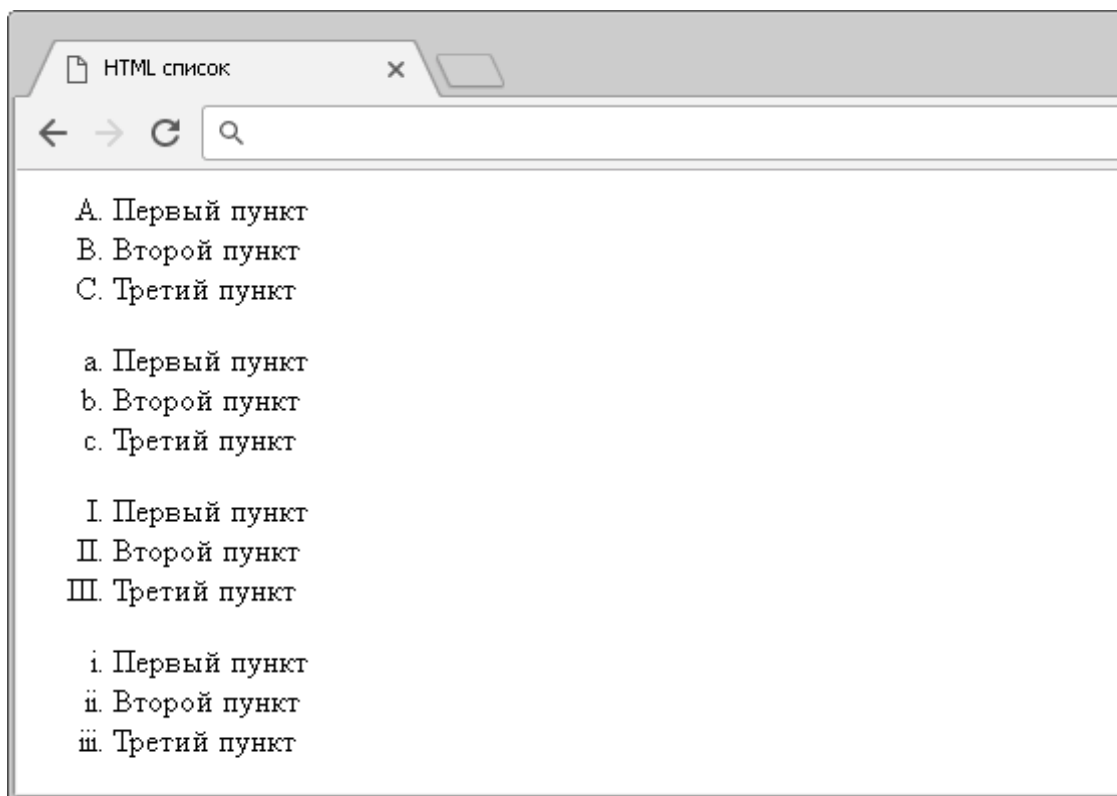 HTML список
A. Первый пункт
B. Второй пункт
C. Третий пункт
a. Первый пункт
b. Второй пункт
c. Третий пункт
I. Первый пункт
II. Второй пункт
III. Третий пункт
i. Первый пункт
ii. Второй пункт
iii. Третий пункт